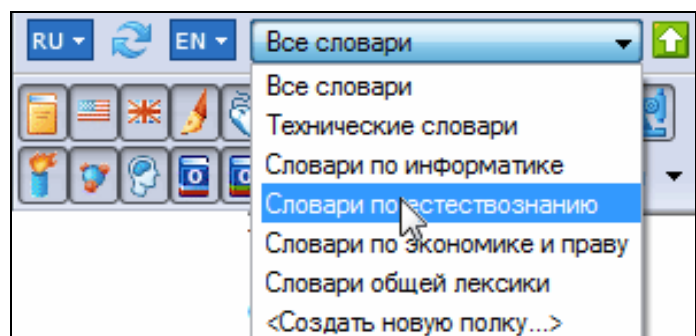 RU EN Все словари
Все словари
Технические словари
Словари по информатике
Словари по естествознанию
Словари по экономике и праву
Словари общей лексики
<Создать новую полку...>